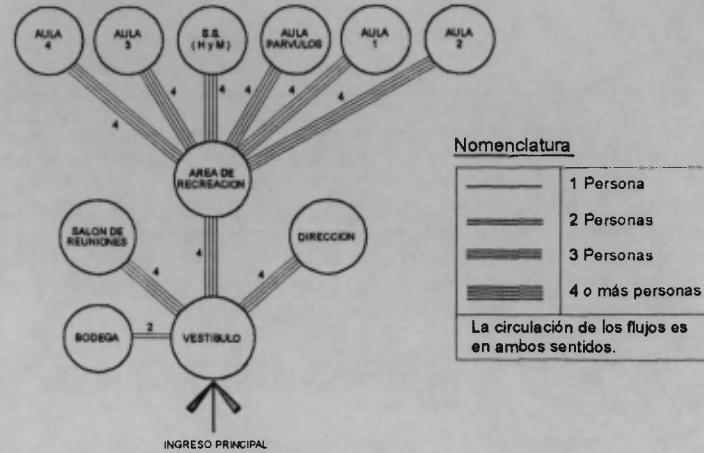 AULA
4
AULA
3
S.S.
( H y M )
AULA
PARVULOS
AULA
1
AULA
2
4
4
4
4
4
4
AREA DE
RECREACION
SALON DE
REUNIONES
4
DIRECCION
4
4
BODEGA
2
VESTIBULO
INGRESO PRINCIPAL
Nomenclatura
1 Persona
2 Personas
3 Personas
4 o más personas
La circulación de los flujos es
en ambos sentidos.